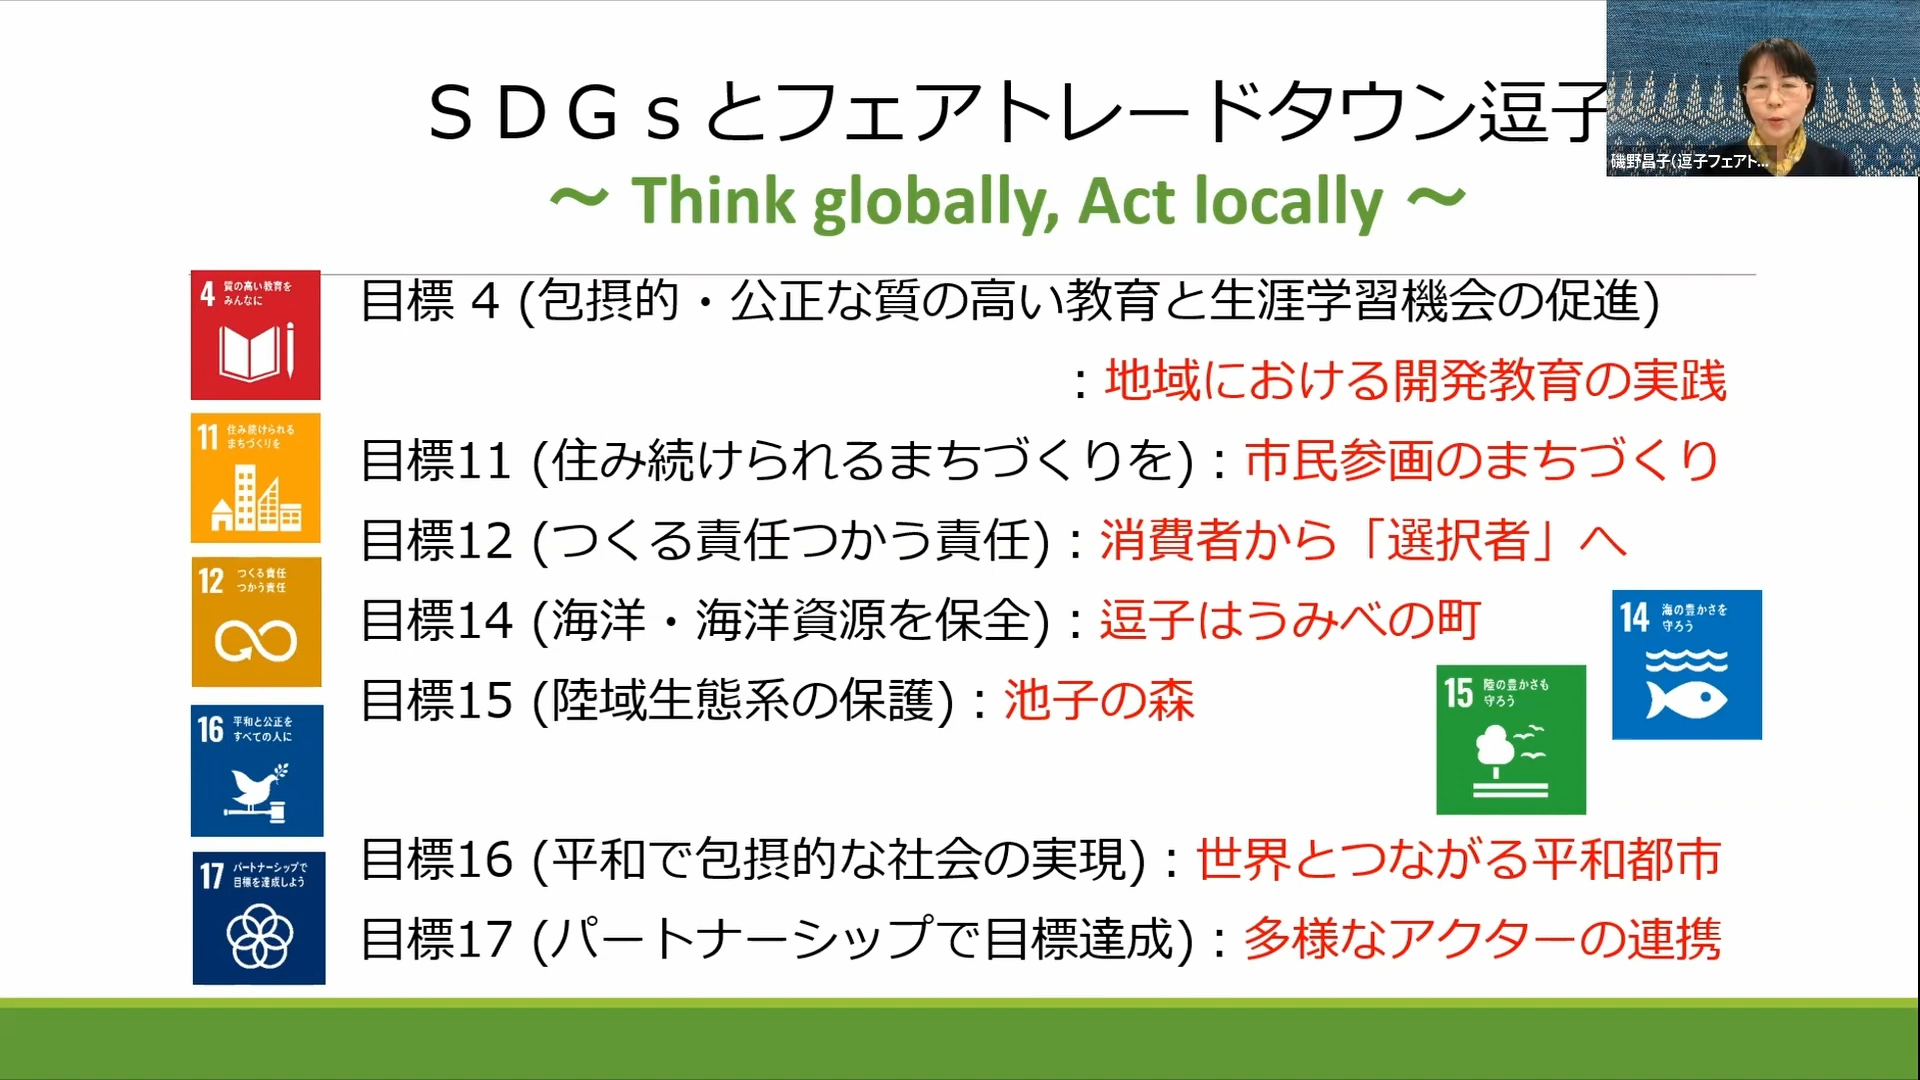 ＳＤＧｓとフェアトレードタウン逗子
～ Think globally, Act locally ～
磯野昌子(逗子フェアト...
4 質の高い教育を
みんなに
目標 4 (包摂的・公正な質の高い教育と生涯学習機会の促進)
：地域における開発教育の実践
11 住み続けられる
まちづくりを
目標11 (住み続けられるまちづくりを)：市民参画のまちづくり
12 つくる責任
つかう責任
目標12 (つくる責任つかう責任)：消費者から「選択者」へ
14 海の豊かさを
守ろう
目標14 (海洋・海洋資源を保全)：逗子はうみべの町
15 陸の豊かさも
守ろう
目標15 (陸域生態系の保護)：池子の森
16 平和と公正を
すべての人に
目標16 (平和で包摂的な社会の実現)：世界とつながる平和都市
17 パートナーシップで
目標を達成しよう
目標17 (パートナーシップで目標達成)：多様なアクターの連携